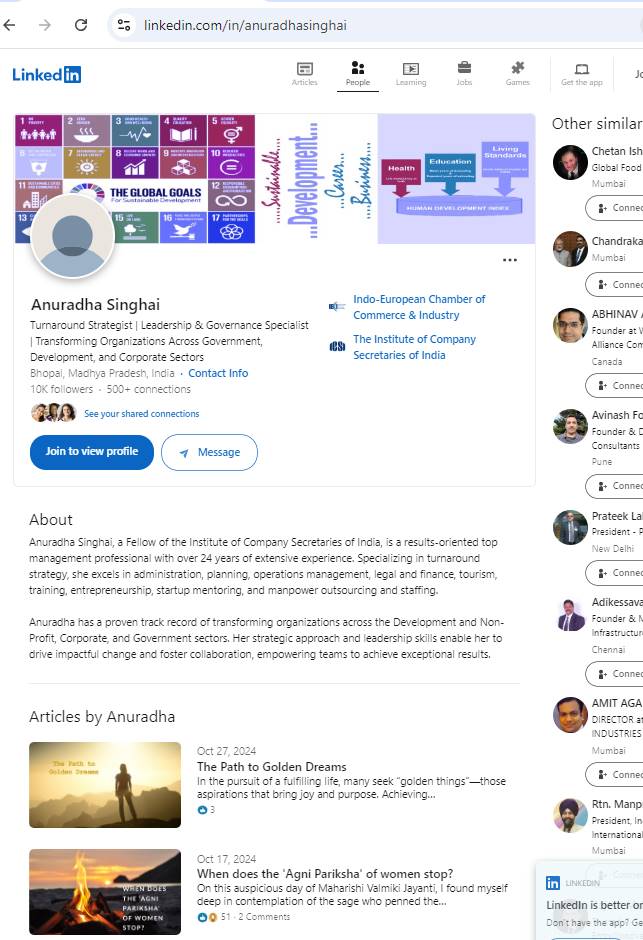 linkedin.com/in/anuradhasinghai
Linked in
Articles
People
Learning
Jobs
Games
Get the app
THE GLOBAL GOALS
For Sustainable Development
Sustainable...
...Development...
...Career...
...Business...
Health
Education
Living
Standards
HUMAN DEVELOPMENT INDEX
Anuradha Singhai
Turnaround Strategist | Leadership & Governance Specialist
| Transforming Organizations Across Government,
Development, and Corporate Sectors
Bhopal, Madhya Pradesh, India · Contact Info
10K followers · 500+ connections
See your shared connections
Join to view profile
Message
Indo-European Chamber of
Commerce & Industry
The Institute of Company
Secretaries of India
About
Anuradha Singhai, a Fellow of the Institute of Company Secretaries of India, is a results-oriented top
management professional with over 24 years of extensive experience. Specializing in turnaround
strategy, she excels in administration, planning, operations management, legal and finance, tourism,
training, entrepreneurship, startup mentoring, and manpower outsourcing and staffing.
Anuradha has a proven track record of transforming organizations across the Development and Non-
Profit, Corporate, and Government sectors. Her strategic approach and leadership skills enable her to
drive impactful change and foster collaboration, empowering teams to achieve exceptional results.
Articles by Anuradha
The Path to
Golden Dreams
Oct 27, 2024
The Path to Golden Dreams
In the pursuit of a fulfilling life, many seek “golden things”—those
aspirations that bring joy and purpose. Achieving...
3
WHEN DOES
THE 'AGNI
PARIKSHA' OF
WOMEN STOP?
Oct 17, 2024
When does the 'Agni Pariksha' of women stop?
On this auspicious day of Maharishi Valmiki Jayanti, I found myself
deep in contemplation of the sage who penned the...
51 · 2 Comments
Other similar
Chetan Ish
Global Food
Mumbai
Connec
Chandraka
Mumbai
Connec
ABHINAV A
Founder at V
Alliance Com
Canada
Connec
Avinash Fo
Founder & D
Consultants
Pune
Connec
Prateek La
President - P
New Delhi
Connec
Adikessava
Founder & M
Infrastructur
Chennai
Connec
AMIT AGA
DIRECTOR at
INDUSTRIES
Mumbai
Connec
Rtn. Manp
President, In
International
Mumbai
LINKEDIN
LinkedIn is better on
Don't have the app? Ge